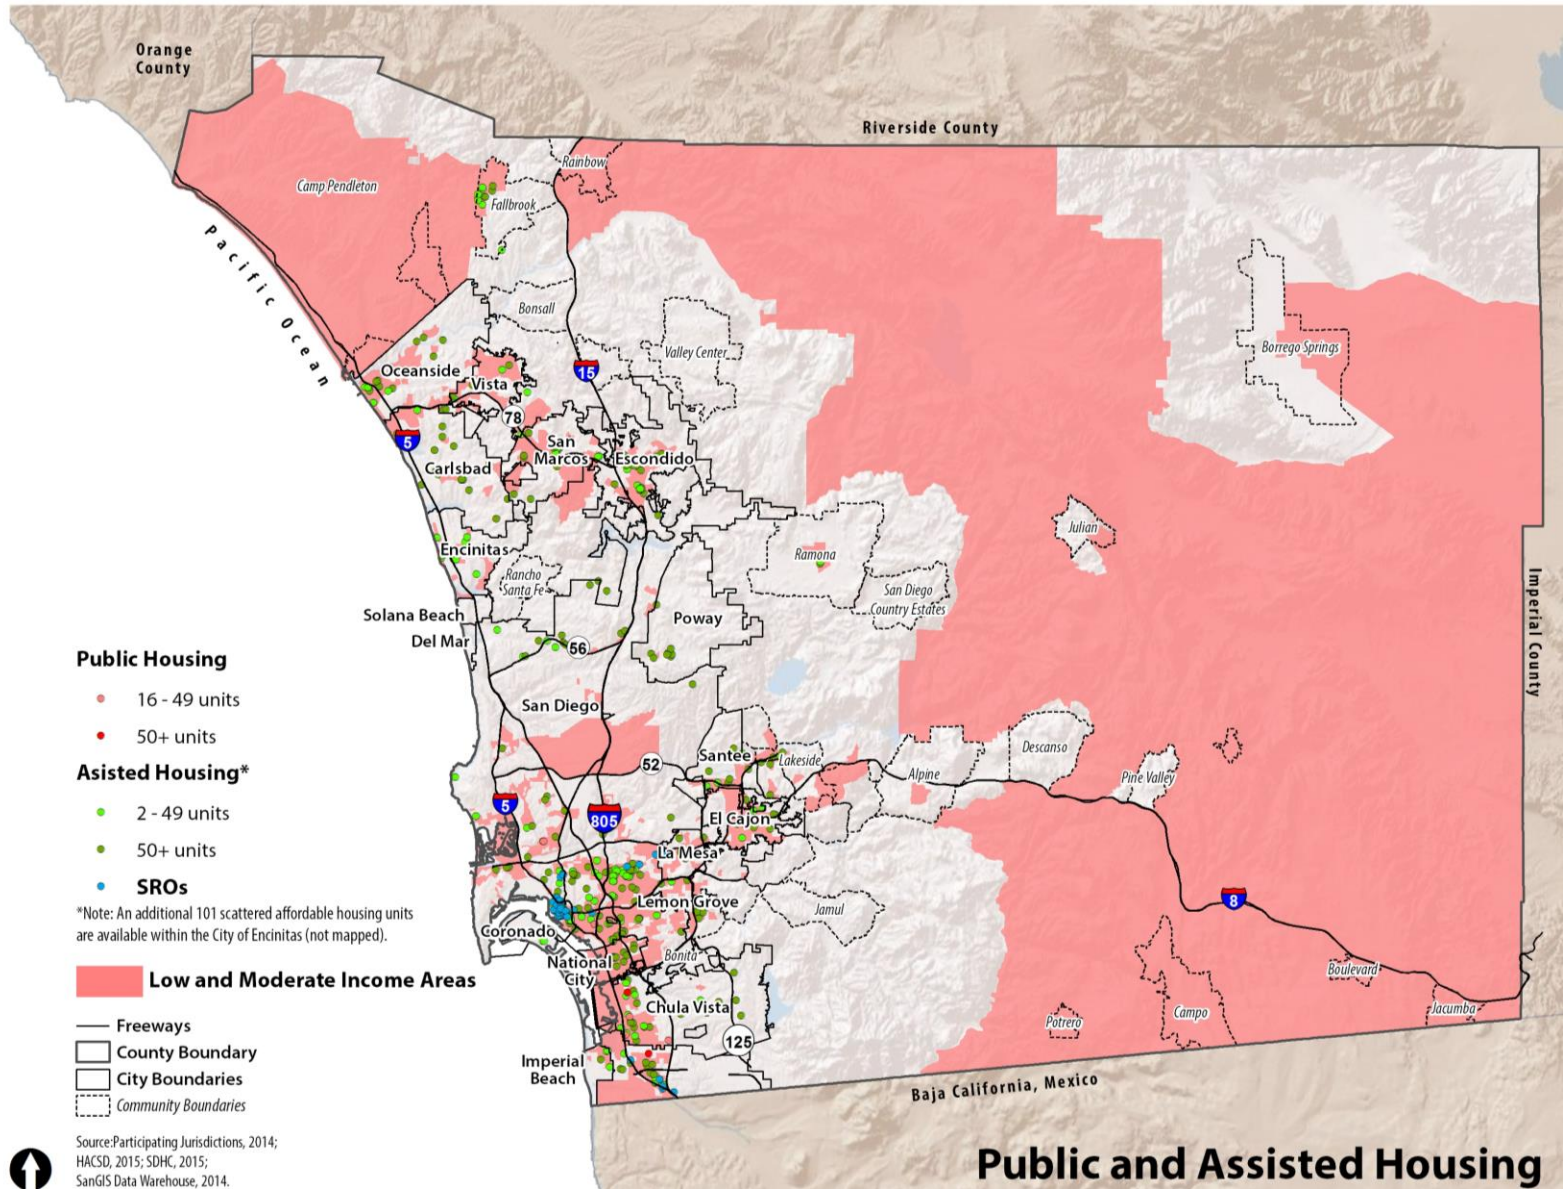 Orange
County
Riverside County
Rainbow
Camp Pendleton
Fallbrook
Pacific Ocean
Bonsall
Valley Center
Borrego Springs
15
Oceanside
Vista
78
5
San
Marcos
Escondido
Carlsbad
Julian
Encinitas
Ramona
Rancho
Santa Fe
San Diego
Country Estates
Imperial County
Solana Beach
Del Mar
Poway
56
San Diego
Santee
52
Lakeside
Alpine
Descanso
Pine Valley
5
805
El Cajon
La Mesa
8
Lemon Grove
Jamul
Coronado
National
City
Bonita
Boulevard
Chula Vista
Potrero
Campo
Jacumba
125
Imperial
Beach
Baja California, Mexico
Public Housing
16 - 49 units
50+ units
Asisted Housing*
2 - 49 units
50+ units
SROs
*Note: An additional 101 scattered affordable housing units
are available within the City of Encinitas (not mapped).
Low and Moderate Income Areas
Freeways
County Boundary
City Boundaries
Community Boundaries
Source:Participating Jurisdictions, 2014;
HACSD, 2015; SDHC, 2015;
SanGIS Data Warehouse, 2014.
Public and Assisted Housing